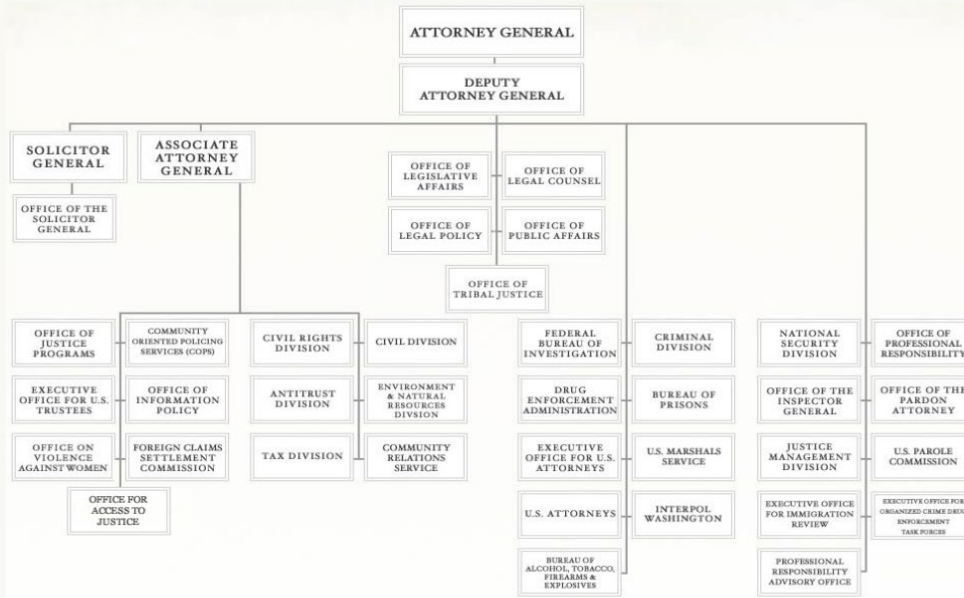 ATTORNEY GENERAL
DEPUTY
ATTORNEY GENERAL
SOLICITOR
GENERAL
ASSOCIATE
ATTORNEY
GENERAL
OFFICE OF THE
SOLICITOR
GENERAL
OFFICE OF
LEGISLATIVE
AFFAIRS
OFFICE OF
LEGAL COUNSEL
OFFICE OF
LEGAL POLICY
OFFICE OF
PUBLIC AFFAIRS
OFFICE OF
TRIBAL JUSTICE
OFFICE OF
JUSTICE
PROGRAMS
COMMUNITY
ORIENTED POLICING
SERVICES (COPS)
CIVIL RIGHTS
DIVISION
CIVIL DIVISION
FEDERAL
BUREAU OF
INVESTIGATION
CRIMINAL
DIVISION
NATIONAL
SECURITY
DIVISION
OFFICE OF
PROFESSIONAL
RESPONSIBILITY
EXECUTIVE
OFFICE FOR U.S.
TRUSTEES
OFFICE OF
INFORMATION
POLICY
ANTITRUST
DIVISION
ENVIRONMENT
& NATURAL
RESOURCES
DIVSION
DRUG
ENFORCEMENT
ADMINISTRATION
BUREAU OF
PRISONS
OFFICE OF THE
INSPECTOR
GENERAL
OFFICE OF THE
PARDON
ATTORNEY
OFFICE ON
VIOLENCE
AGAINST WOMEN
FOREIGN CLAIMS
SETTLEMENT
COMMISSION
TAX DIVISION
COMMUNITY
RELATIONS
SERVICE
EXECUTIVE
OFFICE FOR U.S.
ATTORNEYS
U.S. MARSHALS
SERVICE
JUSTICE
MANAGEMENT
DIVISION
U.S. PAROLE
COMMISSION
OFFICE FOR
ACCESS TO
JUSTICE
U.S. ATTORNEYS
INTERPOL
WASHINGTON
EXECUTIVE OFFICE
FOR IMMIGRATION
REVIEW
EXECUTIVE OFFICE FOR
ORGANIZED CRIME DRUG
ENFORCEMENT
TASK FORCES
BUREAU OF
ALCOHOL, TOBACCO,
FIREARMS &
EXPLOSIVES
PROFESSIONAL
RESPONSIBILITY
ADVISORY OFFICE